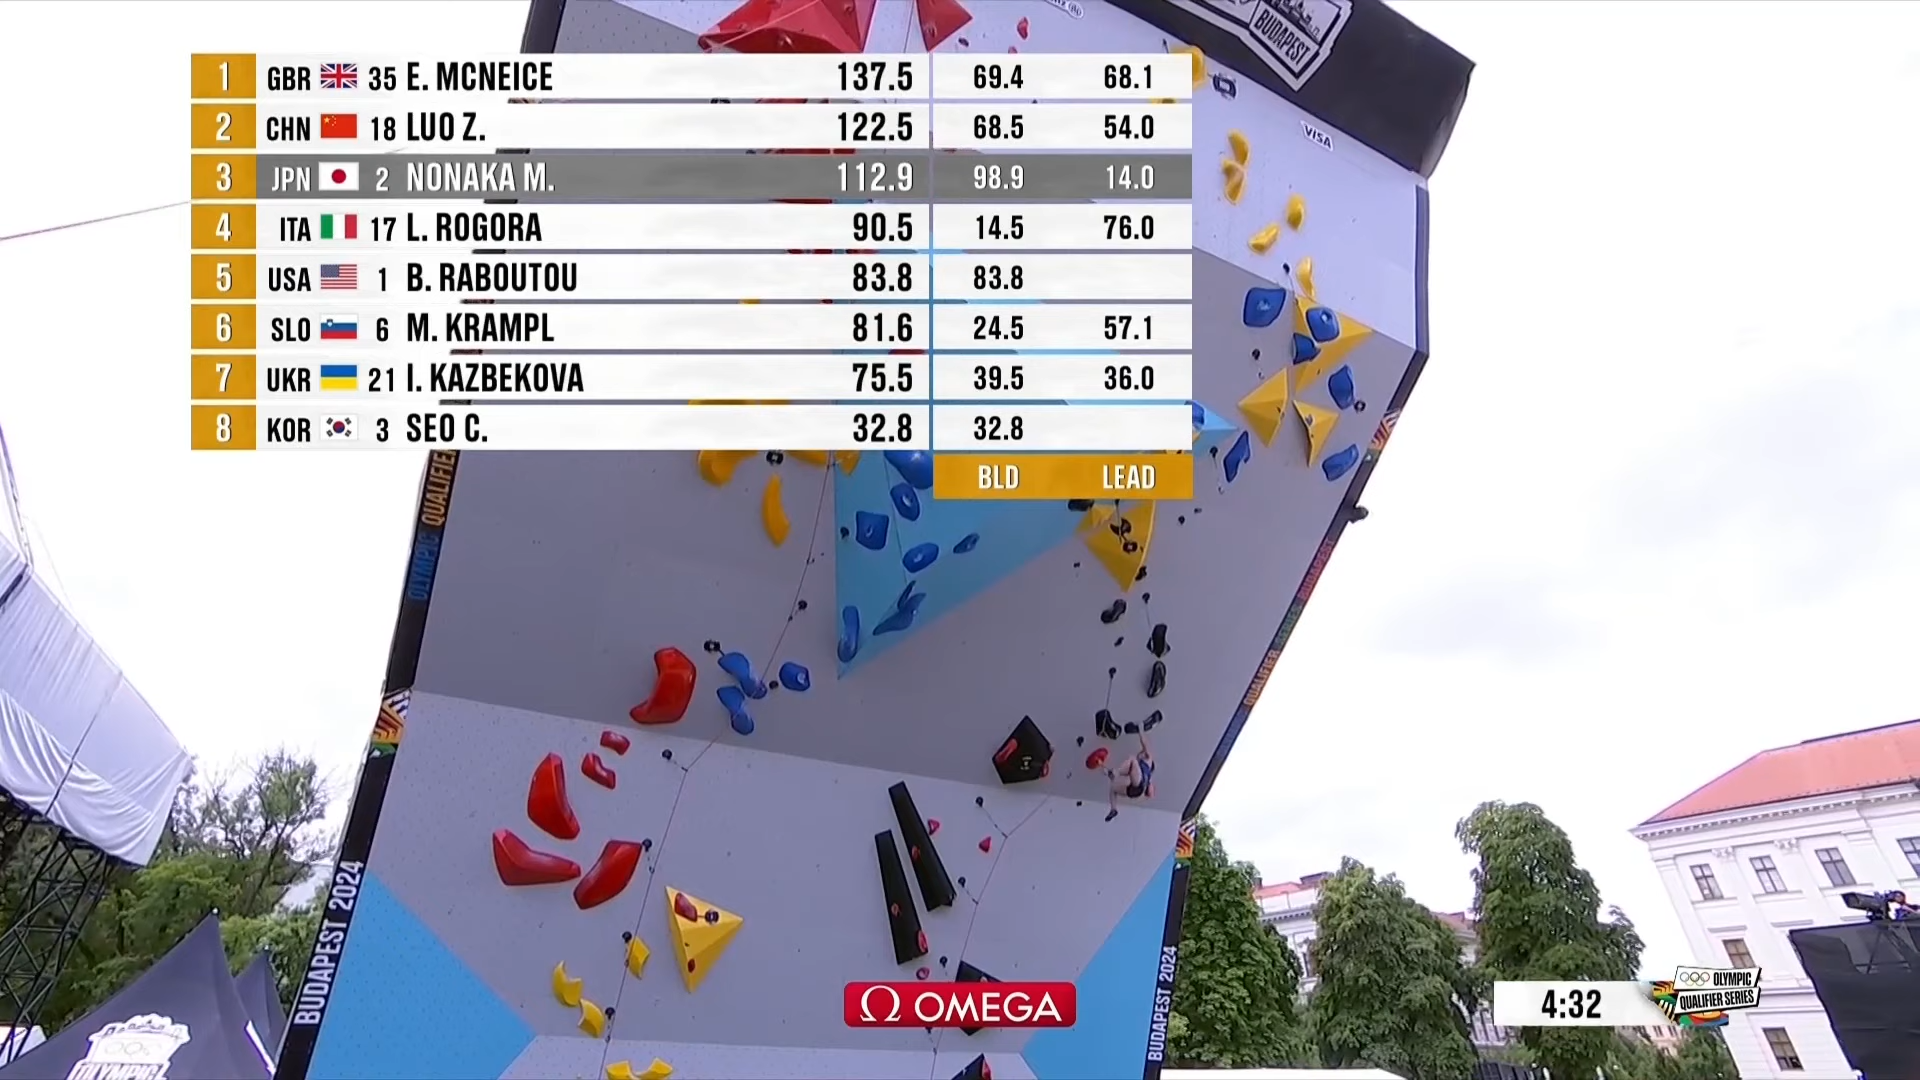 BUDAPEST
VISA
1 GBR 35 E. MCNEICE 137.5 69.4 68.1
2 CHN 18 LUO Z. 122.5 68.5 54.0
3 JPN 2 NONAKA M. 112.9 98.9 14.0
4 ITA 17 L. ROGORA 90.5 14.5 76.0
5 USA 1 B. RABOUTOU 83.8 83.8
6 SLO 6 M. KRAMPL 81.6 24.5 57.1
7 UKR 21 I. KAZBEKOVA 75.5 39.5 36.0
8 KOR 3 SEO C. 32.8 32.8
BLD LEAD
OLYMPIC QUALIFIER
QUALIFIER SERIES BUDAPEST
BUDAPEST 2024
BUDAPEST 2024
Ω OMEGA
4:32
OLYMPIC
QUALIFIER SERIES
OLYMPIC